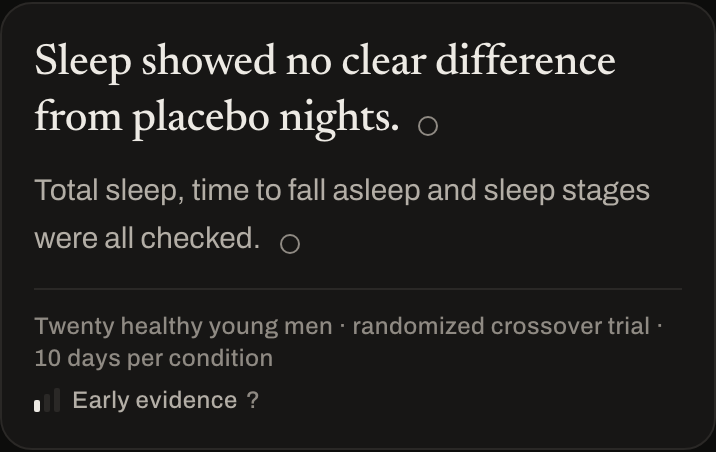 Sleep showed no clear difference
from placebo nights.
Total sleep, time to fall asleep and sleep stages
were all checked.
Twenty healthy young men · randomized crossover trial ·
10 days per condition
Early evidence ?